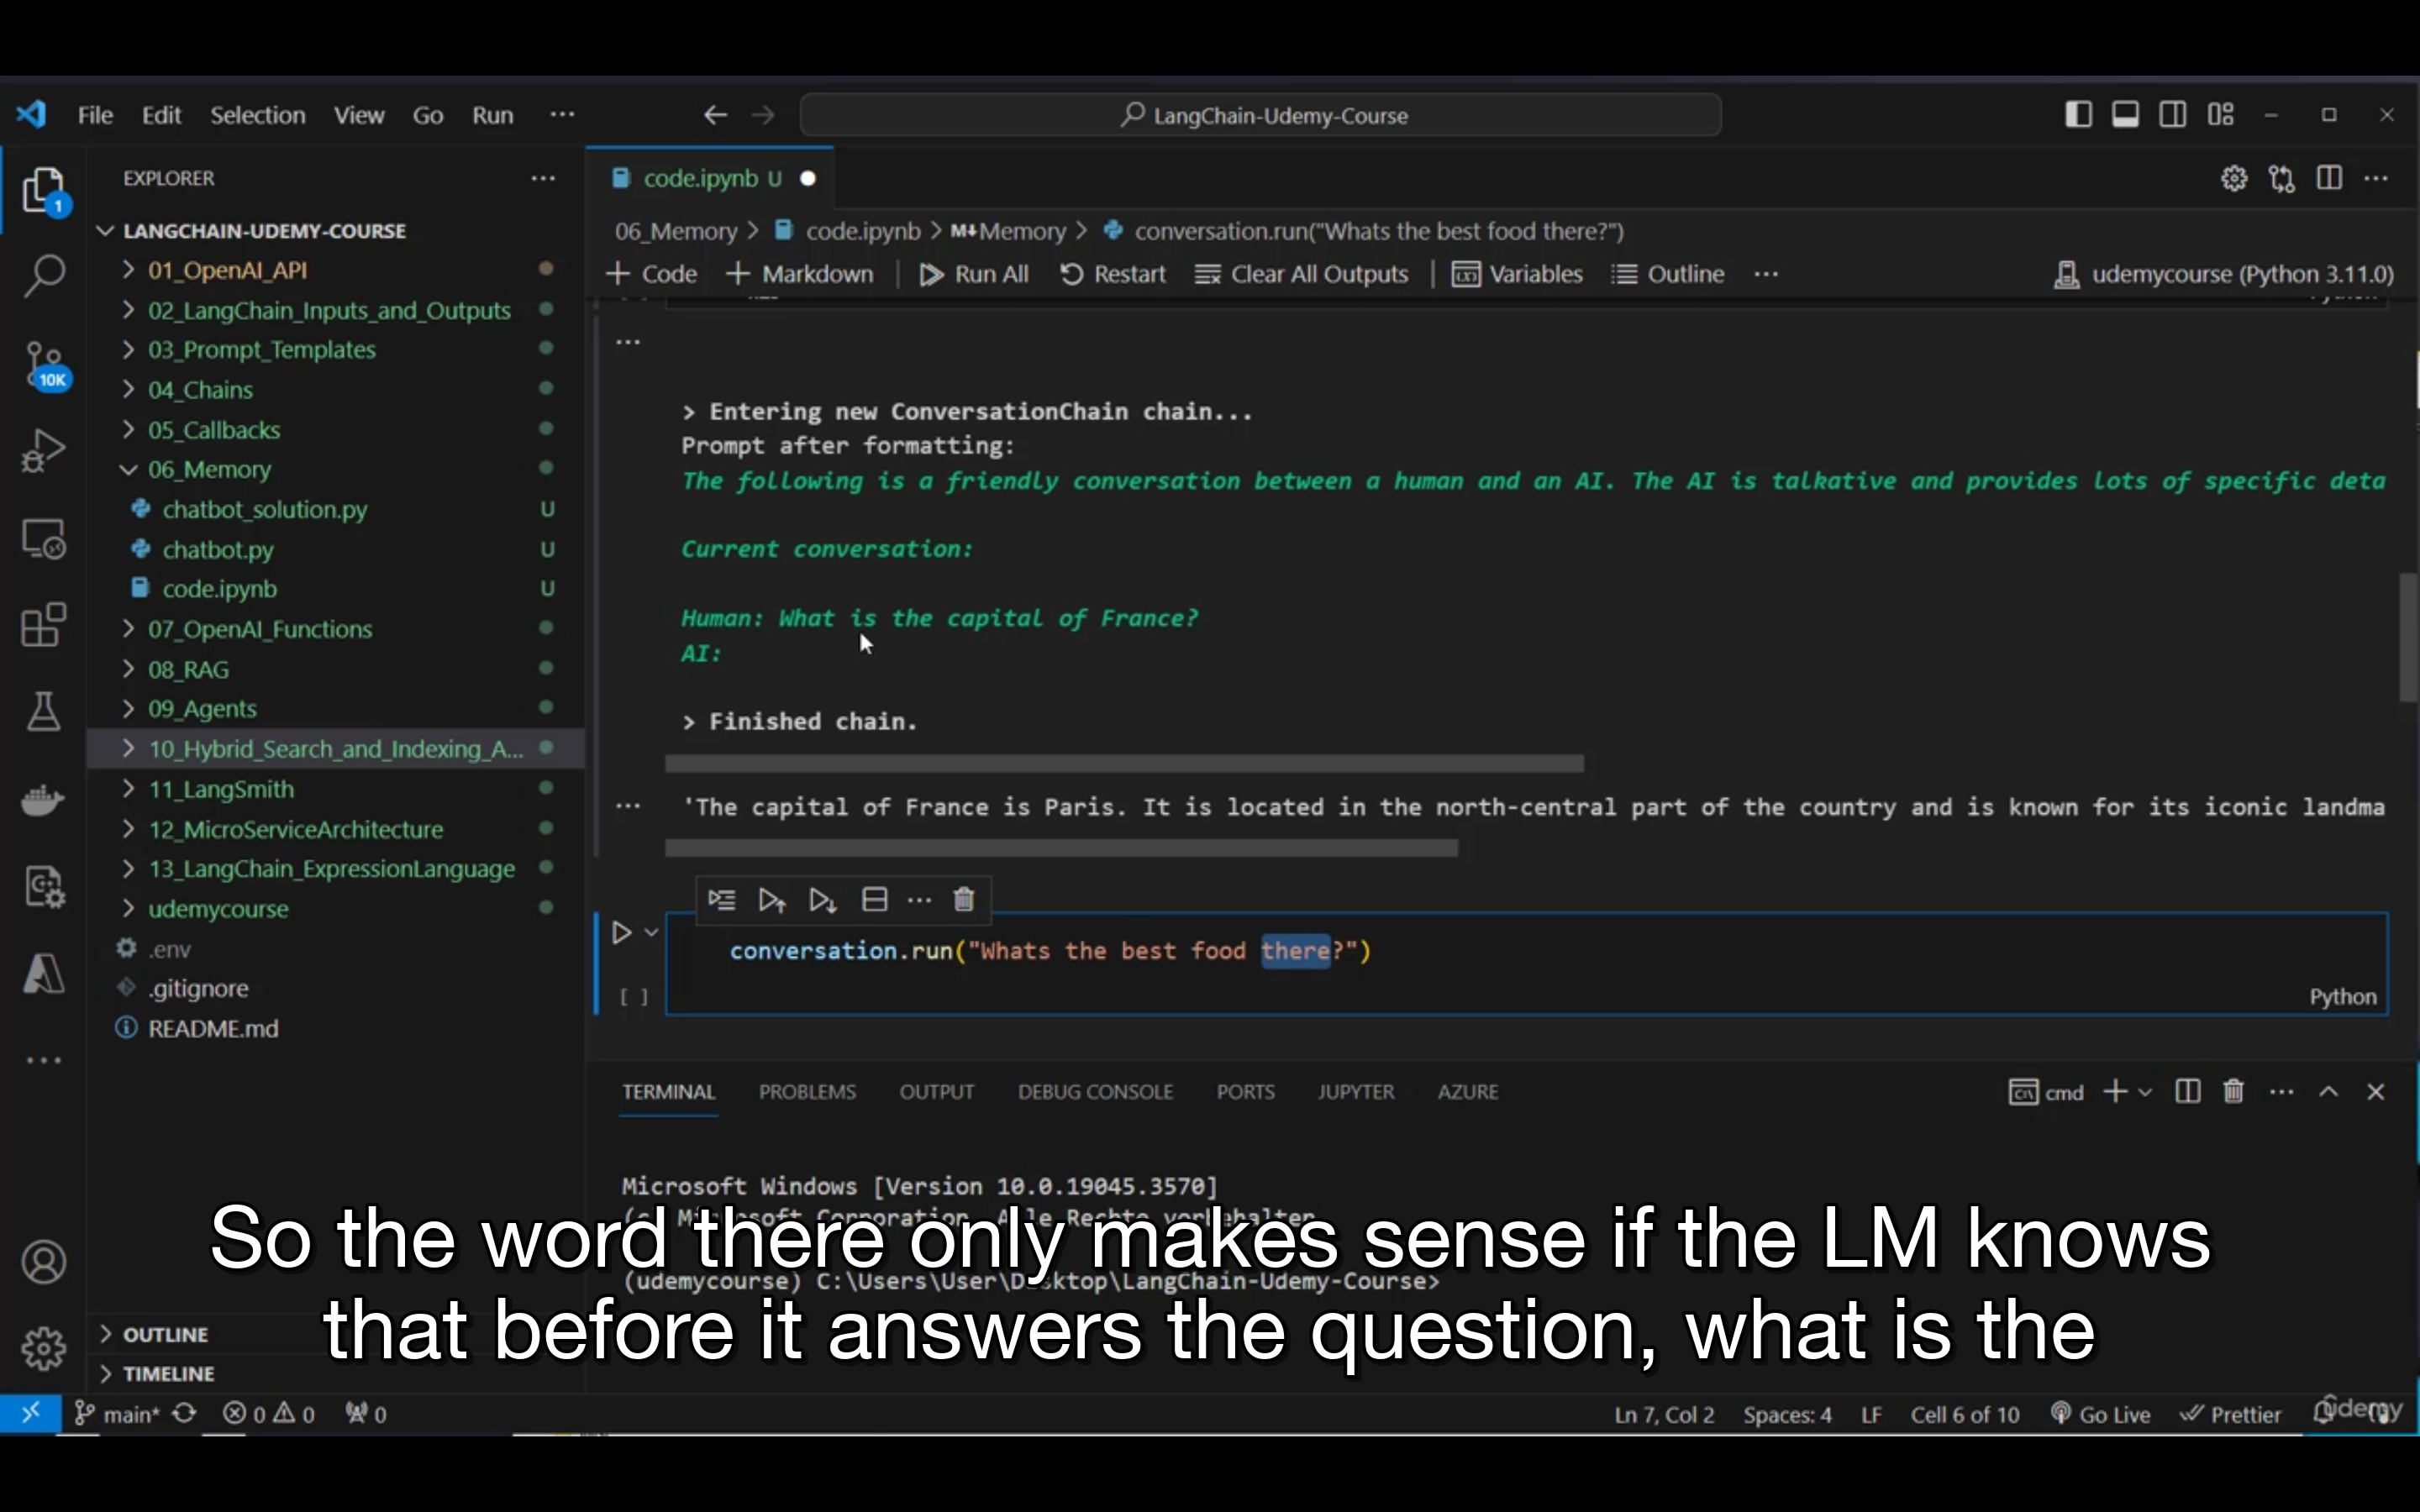 File Edit Selection View Go Run ...
LangChain-Udemy-Course
EXPLORER
LANGCHAIN-UDEMY-COURSE
01_OpenAI_API
02_LangChain_Inputs_and_Outputs
03_Prompt_Templates
04_Chains
05_Callbacks
06_Memory
chatbot_solution.py U
chatbot.py U
code.ipynb U
07_OpenAI_Functions
08_RAG
09_Agents
10_Hybrid_Search_and_Indexing_A...
11_LangSmith
12_MicroServiceArchitecture
13_LangChain_ExpressionLanguage
udemycourse
.env
.gitignore
README.md
OUTLINE
TIMELINE
1
10K
code.ipynb U
06_Memory > code.ipynb > M↓Memory > conversation.run("Whats the best food there?")
+ Code + Markdown | Run All Restart Clear All Outputs | Variables Outline ...
udemycourse (Python 3.11.0)
> Entering new ConversationChain chain...
Prompt after formatting:
The following is a friendly conversation between a human and an AI. The AI is talkative and provides lots of specific deta
Current conversation:
Human: What is the capital of France?
AI:
> Finished chain.
'The capital of France is Paris. It is located in the north-central part of the country and is known for its iconic landma
conversation.run("Whats the best food there?")
[ ]
Python
TERMINAL PROBLEMS OUTPUT DEBUG CONSOLE PORTS JUPYTER AZURE
cmd
Microsoft Windows [Version 10.0.19045.3570]
(udemycourse) C:\Users\User\Desktop\LangChain-Udemy-Course>
So the word there only makes sense if the LM knows
that before it answers the question, what is the
main* 0 0 0
Ln 7, Col 2 Spaces: 4 LF Cell 6 of 10 Go Live Prettier
udemy